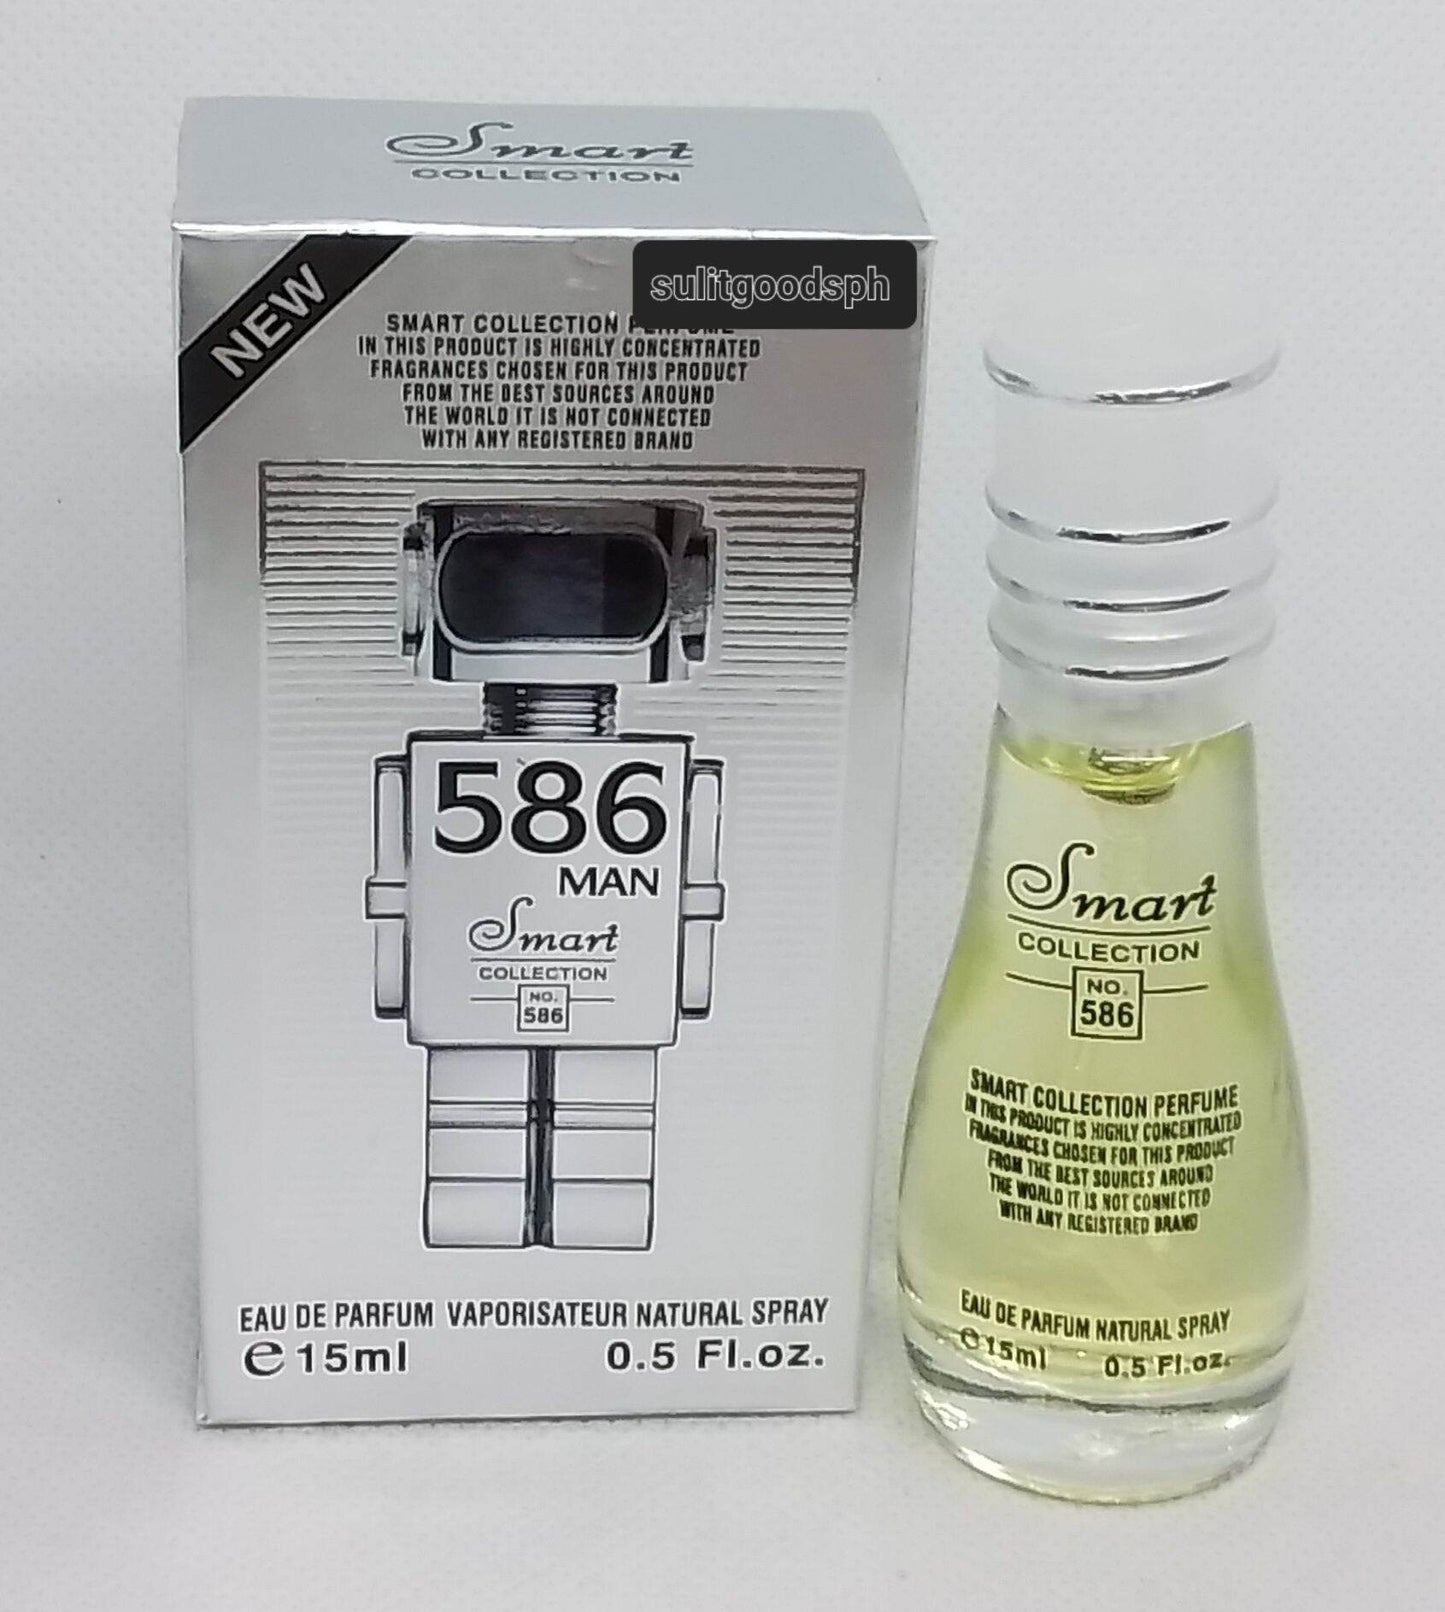 Smart
COLLECTION
NEW
sulitgoodsph
SMART COLLECTION PERFUME
IN THIS PRODUCT IS HIGHLY CONCENTRATED
FRAGRANCES CHOSEN FOR THIS PRODUCT
FROM THE BEST SOURCES AROUND
THE WORLD IT IS NOT CONNECTED
WITH ANY REGISTERED BRAND
586
MAN
Smart
COLLECTION
NO.
586
EAU DE PARFUM VAPORISATEUR NATURAL SPRAY
e 15ml 0.5 Fl.oz.
Smart
COLLECTION
NO.
586
SMART COLLECTION PERFUME
IN THIS PRODUCT IS HIGHLY CONCENTRATED
FRAGRANCES CHOSEN FOR THIS PRODUCT
FROM THE BEST SOURCES AROUND
THE WORLD IT IS NOT CONNECTED
WITH ANY REGISTERED BRAND
EAU DE PARFUM NATURAL SPRAY
e 15ml 0.5 Fl.oz.